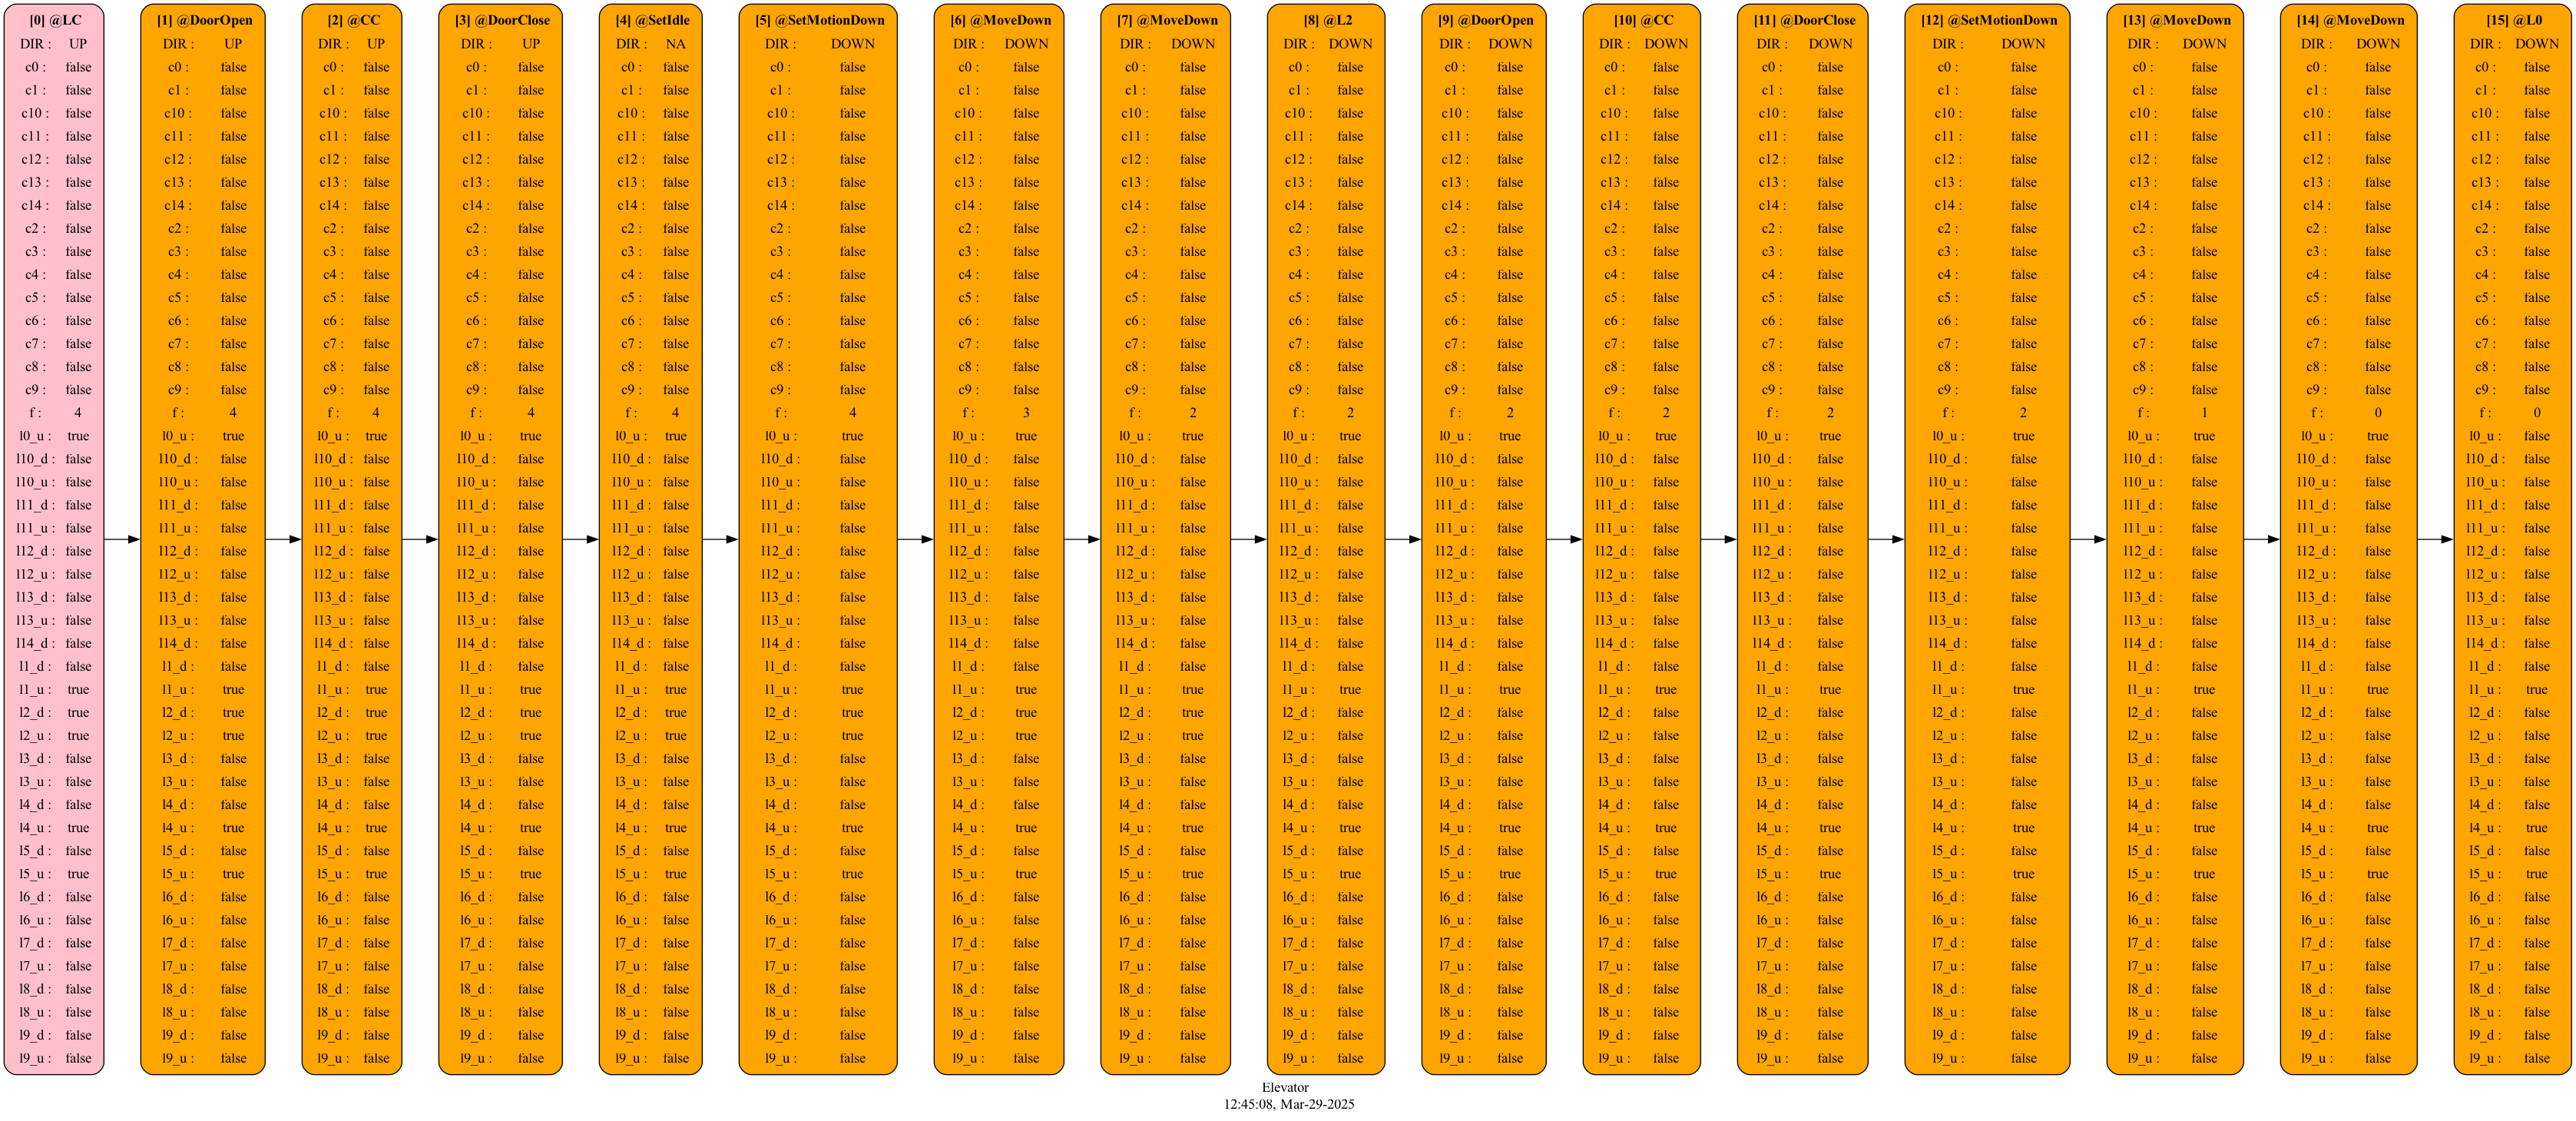 [0] @LC
DIR : UP
c0 : false
c1 : false
c10 : false
c11 : false
c12 : false
c13 : false
c14 : false
c2 : false
c3 : false
c4 : false
c5 : false
c6 : false
c7 : false
c8 : false
c9 : false
f : 4
l0_u : true
l10_d : false
l10_u : false
l11_d : false
l11_u : false
l12_d : false
l12_u : false
l13_d : false
l13_u : false
l14_d : false
l1_d : false
l1_u : true
l2_d : true
l2_u : true
l3_d : false
l3_u : false
l4_d : false
l4_u : true
l5_d : false
l5_u : true
l6_d : false
l6_u : false
l7_d : false
l7_u : false
l8_d : false
l8_u : false
l9_d : false
l9_u : false
[1] @DoorOpen
DIR : UP
c0 : false
c1 : false
c10 : false
c11 : false
c12 : false
c13 : false
c14 : false
c2 : false
c3 : false
c4 : false
c5 : false
c6 : false
c7 : false
c8 : false
c9 : false
f : 4
l0_u : true
l10_d : false
l10_u : false
l11_d : false
l11_u : false
l12_d : false
l12_u : false
l13_d : false
l13_u : false
l14_d : false
l1_d : false
l1_u : true
l2_d : true
l2_u : true
l3_d : false
l3_u : false
l4_d : false
l4_u : true
l5_d : false
l5_u : true
l6_d : false
l6_u : false
l7_d : false
l7_u : false
l8_d : false
l8_u : false
l9_d : false
l9_u : false
[2] @CC
DIR : UP
c0 : false
c1 : false
c10 : false
c11 : false
c12 : false
c13 : false
c14 : false
c2 : false
c3 : false
c4 : false
c5 : false
c6 : false
c7 : false
c8 : false
c9 : false
f : 4
l0_u : true
l10_d : false
l10_u : false
l11_d : false
l11_u : false
l12_d : false
l12_u : false
l13_d : false
l13_u : false
l14_d : false
l1_d : false
l1_u : true
l2_d : true
l2_u : true
l3_d : false
l3_u : false
l4_d : false
l4_u : true
l5_d : false
l5_u : true
l6_d : false
l6_u : false
l7_d : false
l7_u : false
l8_d : false
l8_u : false
l9_d : false
l9_u : false
[3] @DoorClose
DIR : UP
c0 : false
c1 : false
c10 : false
c11 : false
c12 : false
c13 : false
c14 : false
c2 : false
c3 : false
c4 : false
c5 : false
c6 : false
c7 : false
c8 : false
c9 : false
f : 4
l0_u : true
l10_d : false
l10_u : false
l11_d : false
l11_u : false
l12_d : false
l12_u : false
l13_d : false
l13_u : false
l14_d : false
l1_d : false
l1_u : true
l2_d : true
l2_u : true
l3_d : false
l3_u : false
l4_d : false
l4_u : true
l5_d : false
l5_u : true
l6_d : false
l6_u : false
l7_d : false
l7_u : false
l8_d : false
l8_u : false
l9_d : false
l9_u : false
[4] @SetIdle
DIR : NA
c0 : false
c1 : false
c10 : false
c11 : false
c12 : false
c13 : false
c14 : false
c2 : false
c3 : false
c4 : false
c5 : false
c6 : false
c7 : false
c8 : false
c9 : false
f : 4
l0_u : true
l10_d : false
l10_u : false
l11_d : false
l11_u : false
l12_d : false
l12_u : false
l13_d : false
l13_u : false
l14_d : false
l1_d : false
l1_u : true
l2_d : true
l2_u : true
l3_d : false
l3_u : false
l4_d : false
l4_u : true
l5_d : false
l5_u : true
l6_d : false
l6_u : false
l7_d : false
l7_u : false
l8_d : false
l8_u : false
l9_d : false
l9_u : false
[5] @SetMotionDown
DIR : DOWN
c0 : false
c1 : false
c10 : false
c11 : false
c12 : false
c13 : false
c14 : false
c2 : false
c3 : false
c4 : false
c5 : false
c6 : false
c7 : false
c8 : false
c9 : false
f : 4
l0_u : true
l10_d : false
l10_u : false
l11_d : false
l11_u : false
l12_d : false
l12_u : false
l13_d : false
l13_u : false
l14_d : false
l1_d : false
l1_u : true
l2_d : true
l2_u : true
l3_d : false
l3_u : false
l4_d : false
l4_u : true
l5_d : false
l5_u : true
l6_d : false
l6_u : false
l7_d : false
l7_u : false
l8_d : false
l8_u : false
l9_d : false
l9_u : false
[6] @MoveDown
DIR : DOWN
c0 : false
c1 : false
c10 : false
c11 : false
c12 : false
c13 : false
c14 : false
c2 : false
c3 : false
c4 : false
c5 : false
c6 : false
c7 : false
c8 : false
c9 : false
f : 3
l0_u : true
l10_d : false
l10_u : false
l11_d : false
l11_u : false
l12_d : false
l12_u : false
l13_d : false
l13_u : false
l14_d : false
l1_d : false
l1_u : true
l2_d : true
l2_u : true
l3_d : false
l3_u : false
l4_d : false
l4_u : true
l5_d : false
l5_u : true
l6_d : false
l6_u : false
l7_d : false
l7_u : false
l8_d : false
l8_u : false
l9_d : false
l9_u : false
[7] @MoveDown
DIR : DOWN
c0 : false
c1 : false
c10 : false
c11 : false
c12 : false
c13 : false
c14 : false
c2 : false
c3 : false
c4 : false
c5 : false
c6 : false
c7 : false
c8 : false
c9 : false
f : 2
l0_u : true
l10_d : false
l10_u : false
l11_d : false
l11_u : false
l12_d : false
l12_u : false
l13_d : false
l13_u : false
l14_d : false
l1_d : false
l1_u : true
l2_d : true
l2_u : true
l3_d : false
l3_u : false
l4_d : false
l4_u : true
l5_d : false
l5_u : true
l6_d : false
l6_u : false
l7_d : false
l7_u : false
l8_d : false
l8_u : false
l9_d : false
l9_u : false
[8] @L2
DIR : DOWN
c0 : false
c1 : false
c10 : false
c11 : false
c12 : false
c13 : false
c14 : false
c2 : false
c3 : false
c4 : false
c5 : false
c6 : false
c7 : false
c8 : false
c9 : false
f : 2
l0_u : true
l10_d : false
l10_u : false
l11_d : false
l11_u : false
l12_d : false
l12_u : false
l13_d : false
l13_u : false
l14_d : false
l1_d : false
l1_u : true
l2_d : false
l2_u : false
l3_d : false
l3_u : false
l4_d : false
l4_u : true
l5_d : false
l5_u : true
l6_d : false
l6_u : false
l7_d : false
l7_u : false
l8_d : false
l8_u : false
l9_d : false
l9_u : false
[9] @DoorOpen
DIR : DOWN
c0 : false
c1 : false
c10 : false
c11 : false
c12 : false
c13 : false
c14 : false
c2 : false
c3 : false
c4 : false
c5 : false
c6 : false
c7 : false
c8 : false
c9 : false
f : 2
l0_u : true
l10_d : false
l10_u : false
l11_d : false
l11_u : false
l12_d : false
l12_u : false
l13_d : false
l13_u : false
l14_d : false
l1_d : false
l1_u : true
l2_d : false
l2_u : false
l3_d : false
l3_u : false
l4_d : false
l4_u : true
l5_d : false
l5_u : true
l6_d : false
l6_u : false
l7_d : false
l7_u : false
l8_d : false
l8_u : false
l9_d : false
l9_u : false
[10] @CC
DIR : DOWN
c0 : false
c1 : false
c10 : false
c11 : false
c12 : false
c13 : false
c14 : false
c2 : false
c3 : false
c4 : false
c5 : false
c6 : false
c7 : false
c8 : false
c9 : false
f : 2
l0_u : true
l10_d : false
l10_u : false
l11_d : false
l11_u : false
l12_d : false
l12_u : false
l13_d : false
l13_u : false
l14_d : false
l1_d : false
l1_u : true
l2_d : false
l2_u : false
l3_d : false
l3_u : false
l4_d : false
l4_u : true
l5_d : false
l5_u : true
l6_d : false
l6_u : false
l7_d : false
l7_u : false
l8_d : false
l8_u : false
l9_d : false
l9_u : false
[11] @DoorClose
DIR : DOWN
c0 : false
c1 : false
c10 : false
c11 : false
c12 : false
c13 : false
c14 : false
c2 : false
c3 : false
c4 : false
c5 : false
c6 : false
c7 : false
c8 : false
c9 : false
f : 2
l0_u : true
l10_d : false
l10_u : false
l11_d : false
l11_u : false
l12_d : false
l12_u : false
l13_d : false
l13_u : false
l14_d : false
l1_d : false
l1_u : true
l2_d : false
l2_u : false
l3_d : false
l3_u : false
l4_d : false
l4_u : true
l5_d : false
l5_u : true
l6_d : false
l6_u : false
l7_d : false
l7_u : false
l8_d : false
l8_u : false
l9_d : false
l9_u : false
[12] @SetMotionDown
DIR : DOWN
c0 : false
c1 : false
c10 : false
c11 : false
c12 : false
c13 : false
c14 : false
c2 : false
c3 : false
c4 : false
c5 : false
c6 : false
c7 : false
c8 : false
c9 : false
f : 2
l0_u : true
l10_d : false
l10_u : false
l11_d : false
l11_u : false
l12_d : false
l12_u : false
l13_d : false
l13_u : false
l14_d : false
l1_d : false
l1_u : true
l2_d : false
l2_u : false
l3_d : false
l3_u : false
l4_d : false
l4_u : true
l5_d : false
l5_u : true
l6_d : false
l6_u : false
l7_d : false
l7_u : false
l8_d : false
l8_u : false
l9_d : false
l9_u : false
[13] @MoveDown
DIR : DOWN
c0 : false
c1 : false
c10 : false
c11 : false
c12 : false
c13 : false
c14 : false
c2 : false
c3 : false
c4 : false
c5 : false
c6 : false
c7 : false
c8 : false
c9 : false
f : 1
l0_u : true
l10_d : false
l10_u : false
l11_d : false
l11_u : false
l12_d : false
l12_u : false
l13_d : false
l13_u : false
l14_d : false
l1_d : false
l1_u : true
l2_d : false
l2_u : false
l3_d : false
l3_u : false
l4_d : false
l4_u : true
l5_d : false
l5_u : true
l6_d : false
l6_u : false
l7_d : false
l7_u : false
l8_d : false
l8_u : false
l9_d : false
l9_u : false
[14] @MoveDown
DIR : DOWN
c0 : false
c1 : false
c10 : false
c11 : false
c12 : false
c13 : false
c14 : false
c2 : false
c3 : false
c4 : false
c5 : false
c6 : false
c7 : false
c8 : false
c9 : false
f : 0
l0_u : true
l10_d : false
l10_u : false
l11_d : false
l11_u : false
l12_d : false
l12_u : false
l13_d : false
l13_u : false
l14_d : false
l1_d : false
l1_u : true
l2_d : false
l2_u : false
l3_d : false
l3_u : false
l4_d : false
l4_u : true
l5_d : false
l5_u : true
l6_d : false
l6_u : false
l7_d : false
l7_u : false
l8_d : false
l8_u : false
l9_d : false
l9_u : false
[15] @L0
DIR : DOWN
c0 : false
c1 : false
c10 : false
c11 : false
c12 : false
c13 : false
c14 : false
c2 : false
c3 : false
c4 : false
c5 : false
c6 : false
c7 : false
c8 : false
c9 : false
f : 0
l0_u : false
l10_d : false
l10_u : false
l11_d : false
l11_u : false
l12_d : false
l12_u : false
l13_d : false
l13_u : false
l14_d : false
l1_d : false
l1_u : true
l2_d : false
l2_u : false
l3_d : false
l3_u : false
l4_d : false
l4_u : true
l5_d : false
l5_u : true
l6_d : false
l6_u : false
l7_d : false
l7_u : false
l8_d : false
l8_u : false
l9_d : false
l9_u : false
Elevator
12:45:08, Mar-29-2025